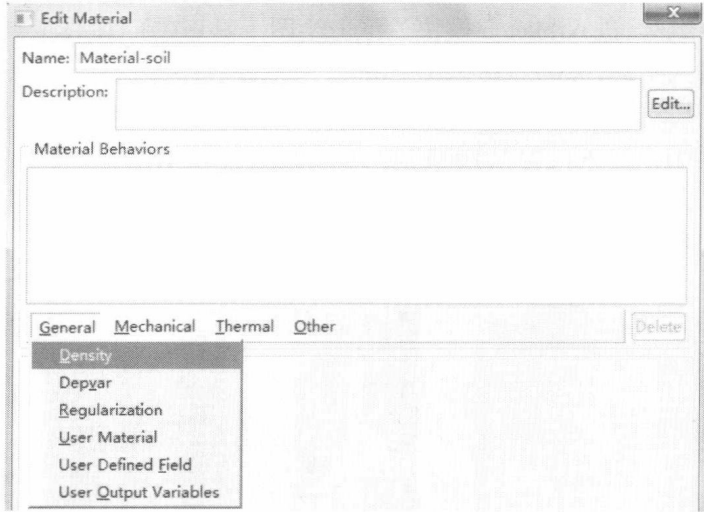 Edit Material
Name: Material-soil
Description:
Edit...
Material Behaviors
General Mechanical Thermal Other Delete
Density
Depvar
Regularization
User Material
User Defined Field
User Output Variables